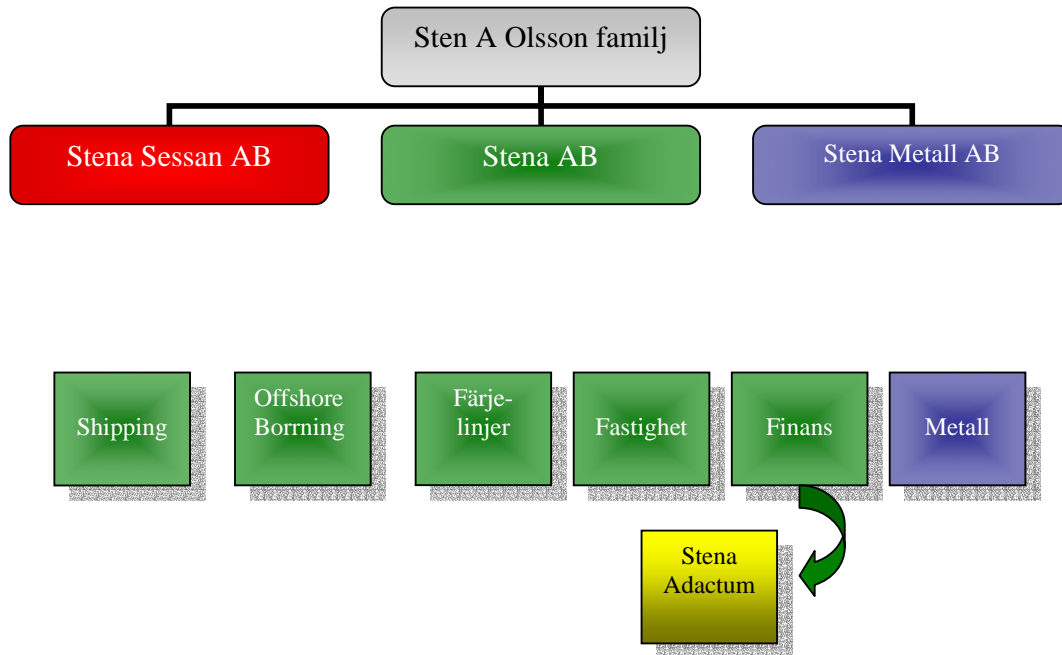 Sten A Olsson familj
Stena Sessan AB
Stena AB
Stena Metall AB
Shipping
Offshore
Borrning
Färje-
linjer
Fastighet
Finans
Metall
Stena
Adactum